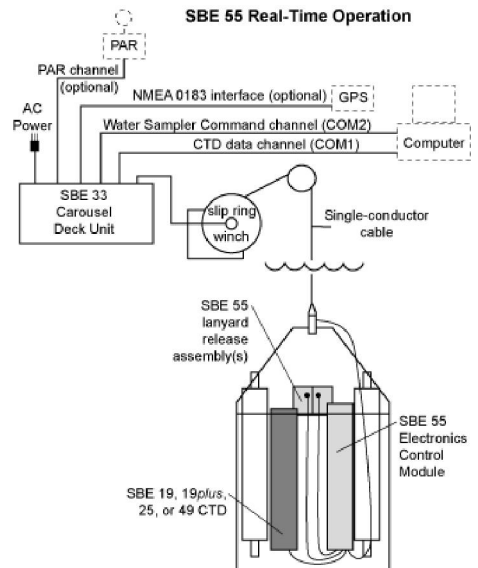 SBE 55 Real-Time Operation
PAR
PAR channel
(optional)
NMEA 0183 interface (optional)
GPS
AC
Power
Water Sampler Command channel (COM2)
CTD data channel (COM1)
Computer
SBE 33
Carousel
Deck Unit
slip ring
winch
Single-conductor
cable
SBE 55
lanyard
release
assembly(s)
SBE 55
Electronics
Control
Module
SBE 19, 19plus,
25, or 49 CTD